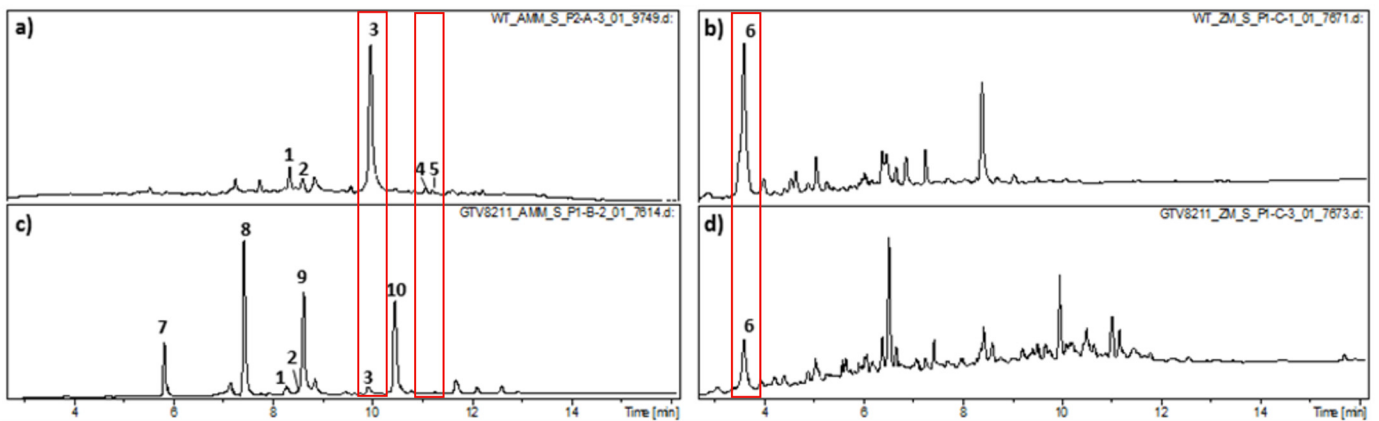 a) WT_AMM_S_P2-A-3_01_9749.d:
3
1
2
4 5
b) WT_ZM_S_P1-C-1_01_7671.d:
6
c) GTV8211_AMM_S_P1-B-2_01_7614.d:
8
9
10
7
2
1
3
4 6 8 10 12 14 Time [min]
d) GTV8211_ZM_S_P1-C-3_01_7673.d:
6
4 6 8 10 12 14 Time [min]